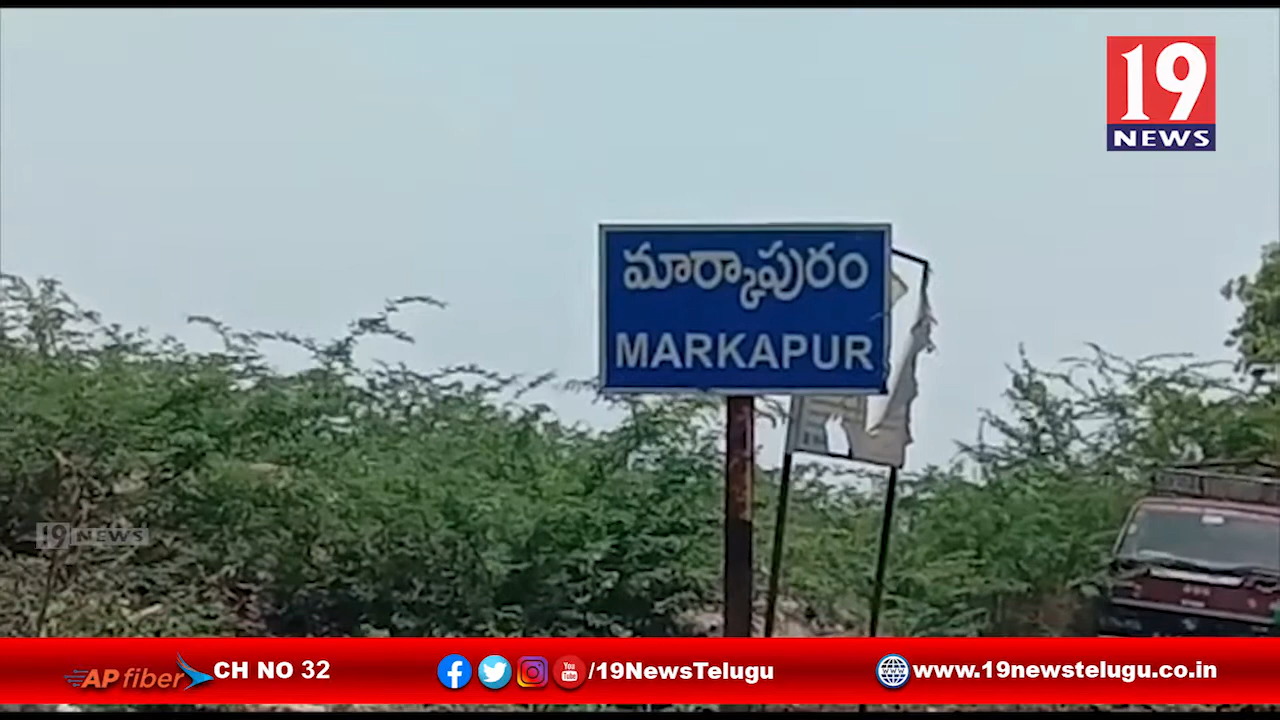 19
NEWS
మార్కాపురం
MARKAPUR
19 NEWS
AP fiber CH NO 32 /19NewsTelugu www.19newstelugu.co.in